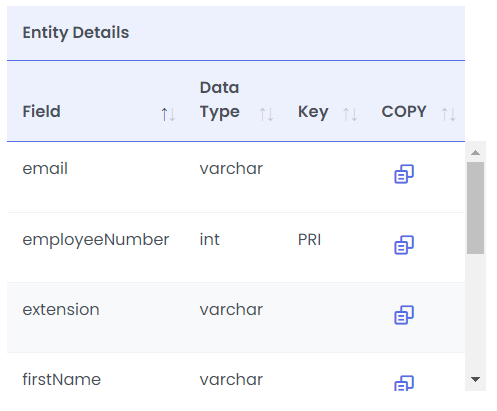 Entity Details
Field Data Type Key COPY
email varchar
employeeNumber int PRI
extension varchar
firstName varchar